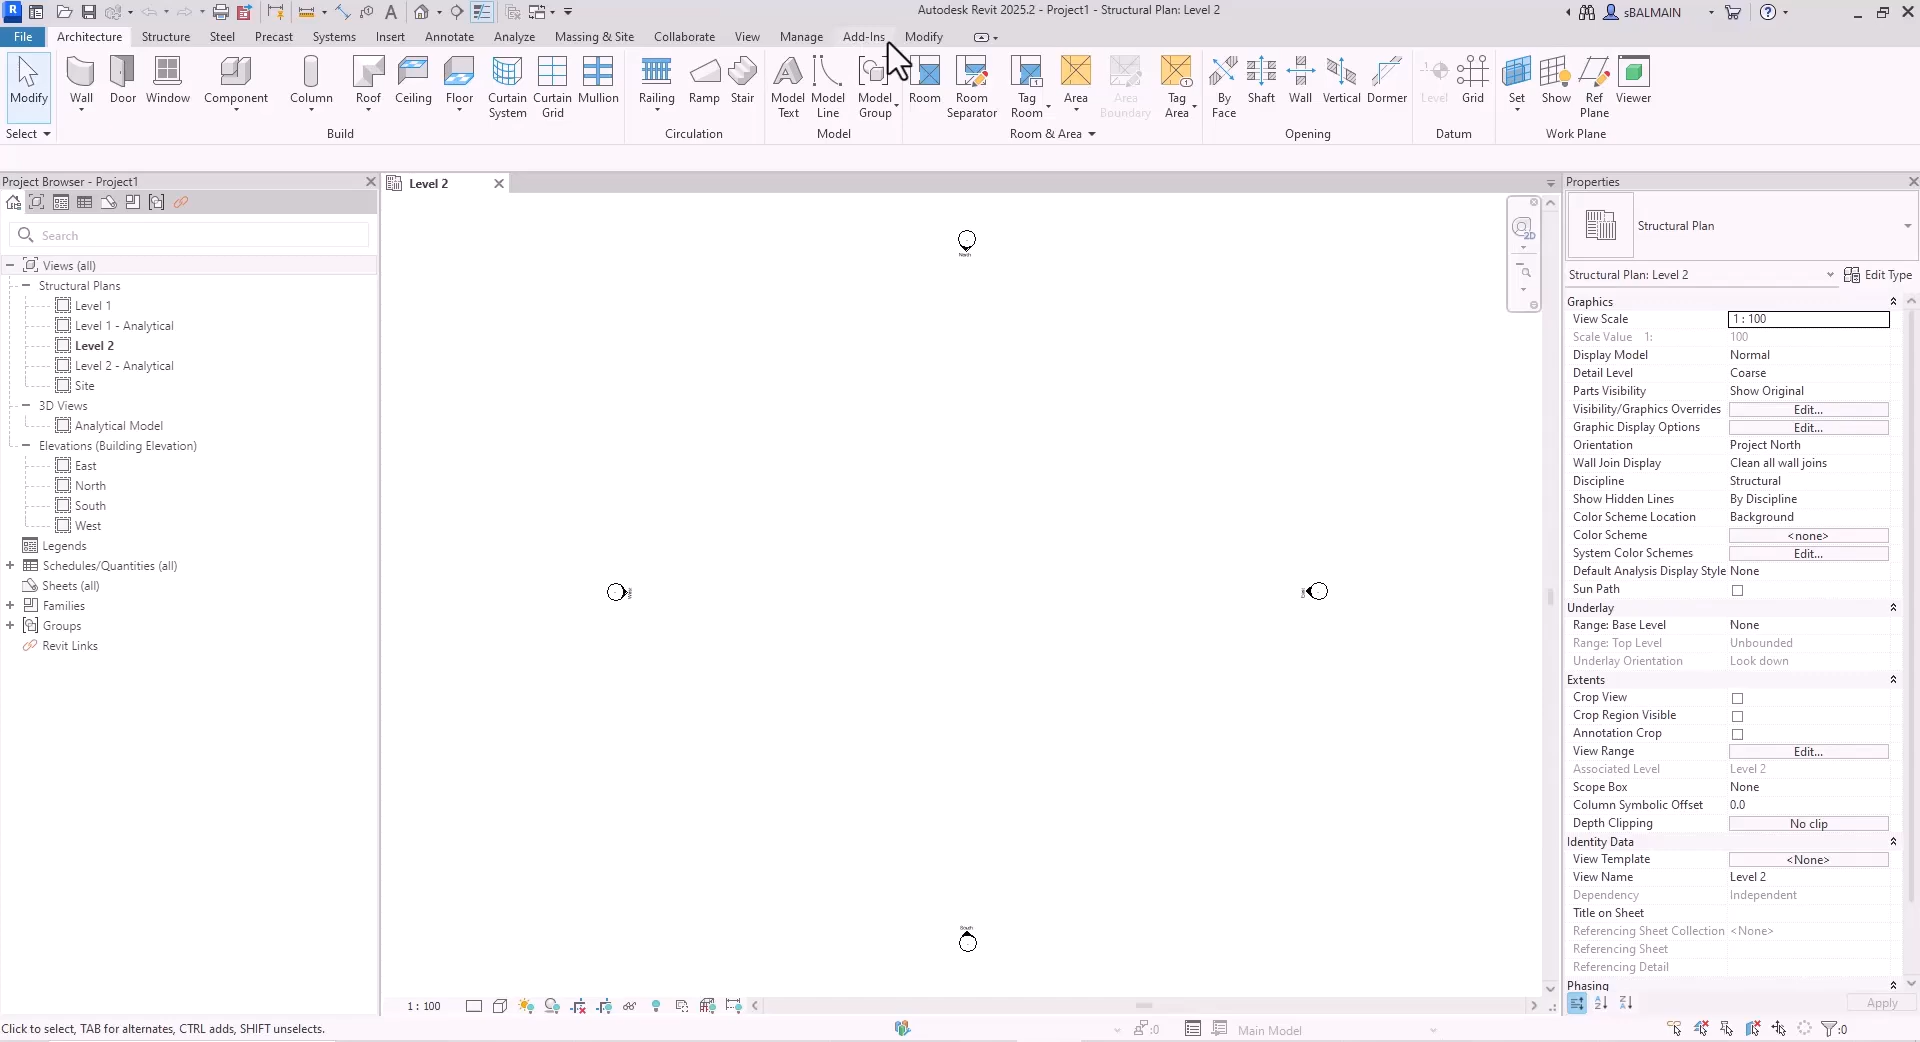 Autodesk Revit 2025.2 - Project1 - Structural Plan: Level 2
sBALMAIN
File Architecture Structure Steel Precast Systems Insert Annotate Analyze Massing & Site Collaborate View Manage Add-Ins Modify
Modify Wall Door Window Component Column Roof Ceiling Floor Curtain System Curtain Grid Mullion Railing Ramp Stair Model Text Model Line Model Group Room Room Separator Tag Room Area Area Boundary Tag Area By Face Shaft Wall Vertical Dormer Level Grid Set Show Ref Plane Viewer
Select Build Circulation Model Room & Area Opening Datum Work Plane
Project Browser - Project1
Search
Views (all)
Structural Plans
Level 1
Level 1 - Analytical
Level 2
Level 2 - Analytical
Site
3D Views
Analytical Model
Elevations (Building Elevation)
East
North
South
West
Legends
Schedules/Quantities (all)
Sheets (all)
Families
Groups
Revit Links
Level 2
North
South
2D
1 : 100
Properties
Structural Plan
Structural Plan: Level 2 Edit Type
Graphics
View Scale 1 : 100
Scale Value 1: 100
Display Model Normal
Detail Level Coarse
Parts Visibility Show Original
Visibility/Graphics Overrides Edit...
Graphic Display Options Edit...
Orientation Project North
Wall Join Display Clean all wall joins
Discipline Structural
Show Hidden Lines By Discipline
Color Scheme Location Background
Color Scheme <none>
System Color Schemes Edit...
Default Analysis Display Style None
Sun Path
Underlay
Range: Base Level None
Range: Top Level Unbounded
Underlay Orientation Look down
Extents
Crop View
Crop Region Visible
Annotation Crop
View Range Edit...
Associated Level Level 2
Scope Box None
Column Symbolic Offset 0.0
Depth Clipping No clip
Identity Data
View Template <None>
View Name Level 2
Dependency Independent
Title on Sheet
Referencing Sheet Collection <None>
Referencing Sheet
Referencing Detail
Phasing
Apply
Click to select, TAB for alternates, CTRL adds, SHIFT unselects.
:0
Main Model
:0